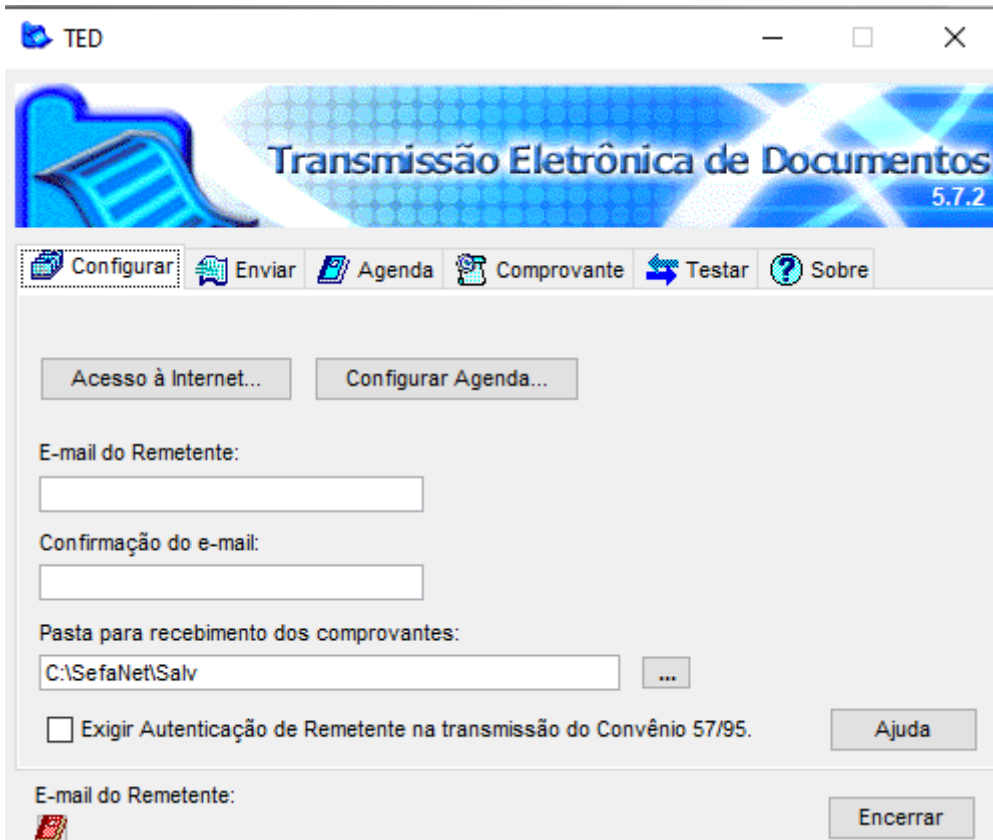 TED
Transmissão Eletrônica de Documentos
5.7.2
Configurar Enviar Agenda Comprovante Testar Sobre
Acesso à Internet... Configurar Agenda...
E-mail do Remetente:
Confirmação do e-mail:
Pasta para recebimento dos comprovantes:
C:\SefaNet\Salv ...
Exigir Autenticação de Remetente na transmissão do Convênio 57/95. Ajuda
E-mail do Remetente:
Encerrar